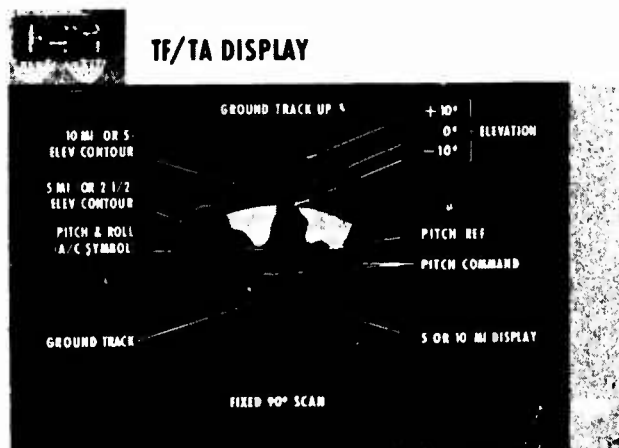 TF/TA DISPLAY
GROUND TRACK UP
10 MI OR 5
ELEV CONTOUR
5 MI OR 2 1/2
ELEV CONTOUR
PITCH & ROLL
A/C SYMBOL
GROUND TRACK
+10°
0°
-10°
ELEVATION
PITCH REF
PITCH COMMAND
5 OR 10 MI DISPLAY
FIXED 90° SCAN